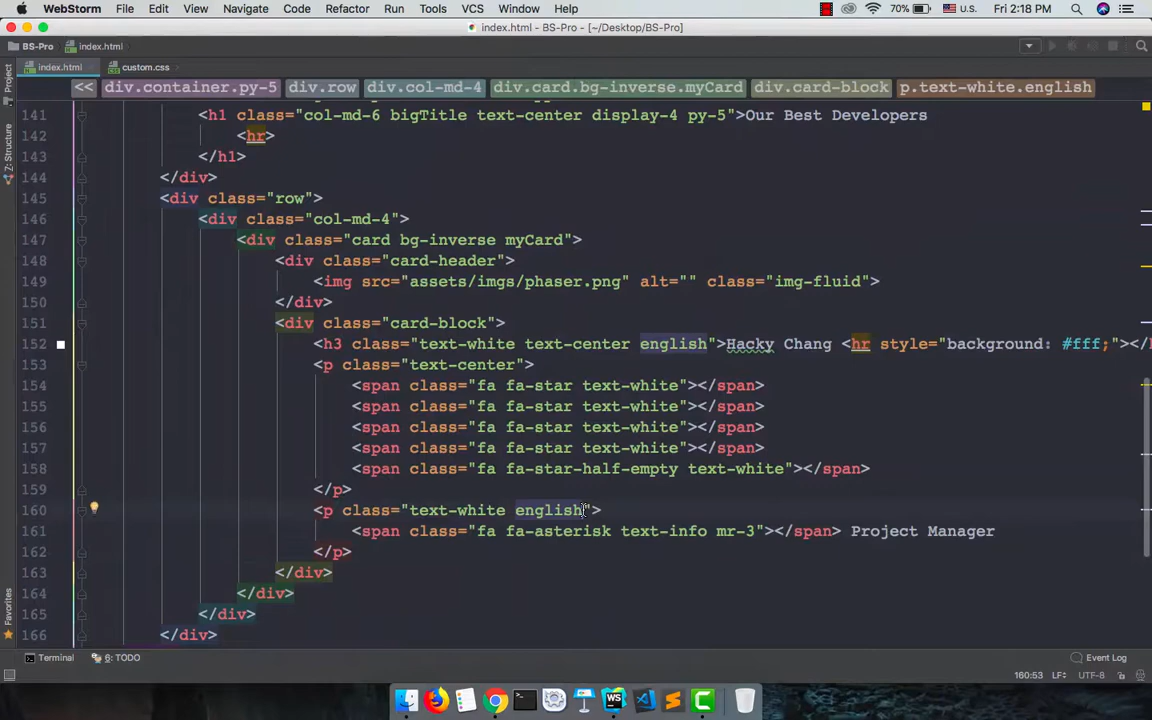 WebStorm File Edit View Navigate Code Refactor Run Tools VCS Window Help 70% U.S. Fri 2:18 PM
index.html - BS-Pro - [~/Desktop/BS-Pro]
BS-Pro index.html
index.html custom.css
<< div.container.py-5 div.row div.col-md-4 div.card.bg-inverse.myCard div.card-block p.text-white.english
Project
Z: Structure
Favorites
141 <h1 class="col-md-6 bigTitle text-center display-4 py-5">Our Best Developers
142 <hr>
143 </h1>
144 </div>
145 <div class="row">
146 <div class="col-md-4">
147 <div class="card bg-inverse myCard">
148 <div class="card-header">
149 <img src="assets/imgs/phaser.png" alt="" class="img-fluid">
150 </div>
151 <div class="card-block">
152 <h3 class="text-white text-center english">Hacky Chang <hr style="background: #fff;"></
153 <p class="text-center">
154 <span class="fa fa-star text-white"></span>
155 <span class="fa fa-star text-white"></span>
156 <span class="fa fa-star text-white"></span>
157 <span class="fa fa-star text-white"></span>
158 <span class="fa fa-star-half-empty text-white"></span>
159 </p>
160 <p class="text-white english">
161 <span class="fa fa-asterisk text-info mr-3"></span> Project Manager
162 </p>
163 </div>
164 </div>
165 </div>
166 </div>
Terminal 6: TODO Event Log
160:53 LF UTF-8
WS